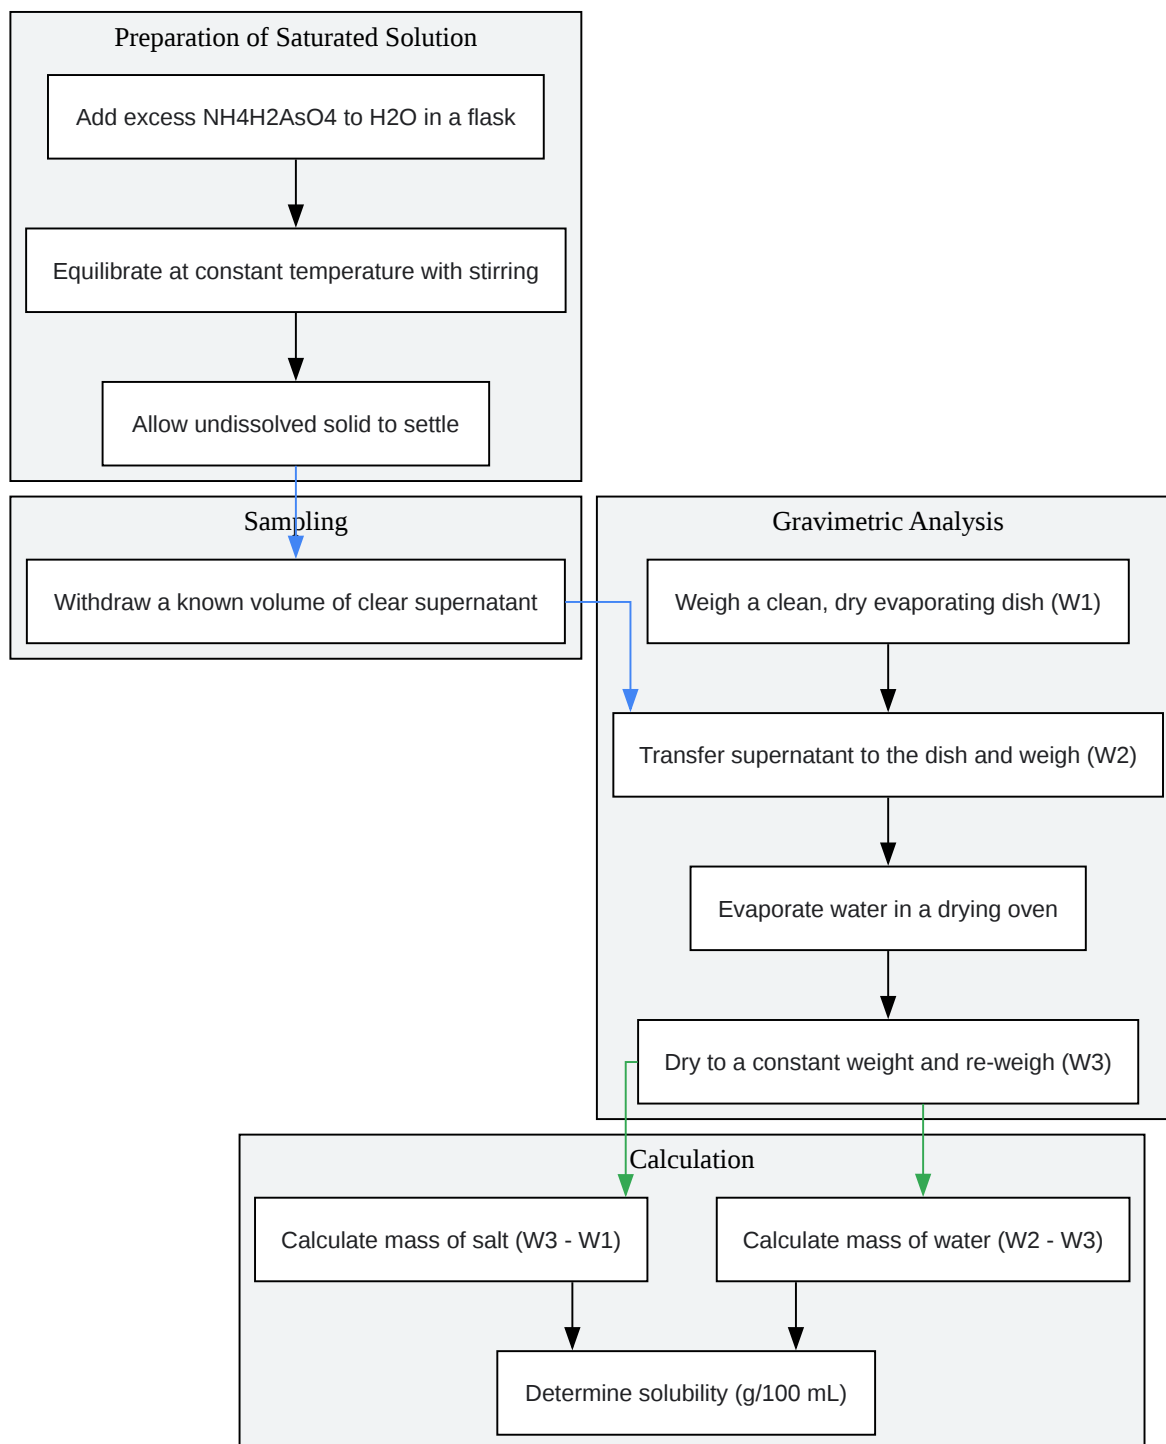 Preparation of Saturated Solution
Add excess NH4H2AsO4 to H2O in a flask
Equilibrate at constant temperature with stirring
Allow undissolved solid to settle
Sampling
Withdraw a known volume of clear supernatant
Gravimetric Analysis
Weigh a clean, dry evaporating dish (W1)
Transfer supernatant to the dish and weigh (W2)
Evaporate water in a drying oven
Dry to a constant weight and re-weigh (W3)
Calculation
Calculate mass of salt (W3 - W1)
Calculate mass of water (W2 - W3)
Determine solubility (g/100 mL)